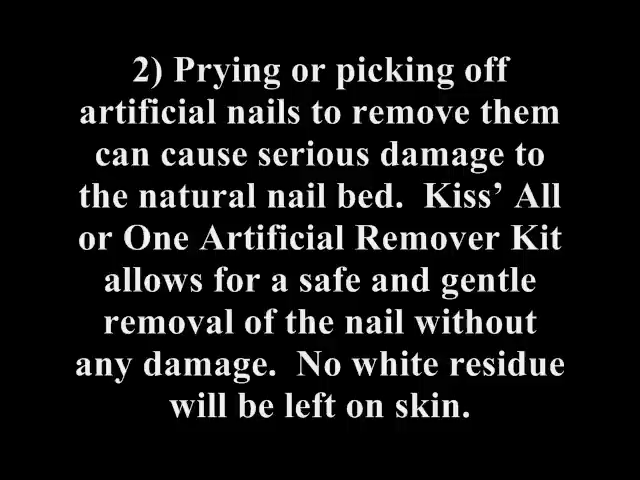 2) Prying or picking off
artificial nails to remove them
can cause serious damage to
the natural nail bed.  Kiss’ All
or One Artificial Remover Kit
allows for a safe and gentle
removal of the nail without
any damage.  No white residue
will be left on skin.